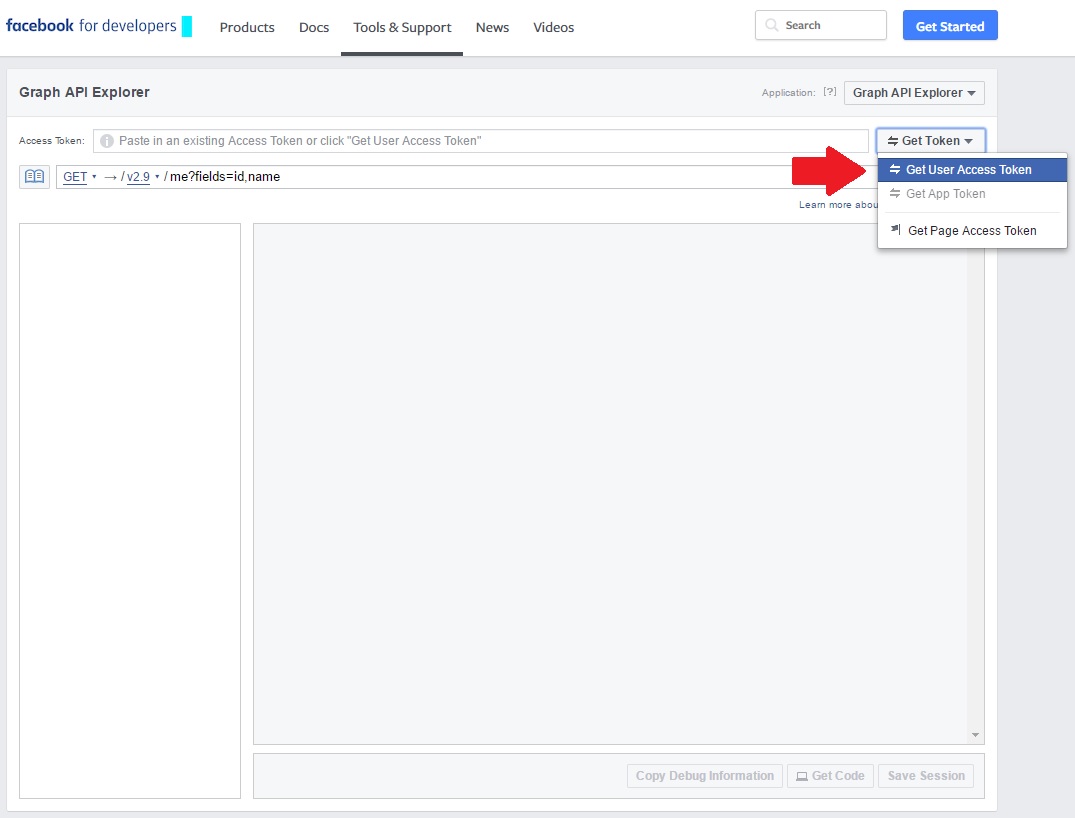 facebook for developers Products Docs Tools & Support News Videos Search Get Started
Graph API Explorer Application: [?] Graph API Explorer
Access Token: Paste in an existing Access Token or click "Get User Access Token" Get Token
GET → / v2.9 / me?fields=id,name
Get User Access Token
Get App Token
Learn more abou
Get Page Access Token
Copy Debug Information Get Code Save Session